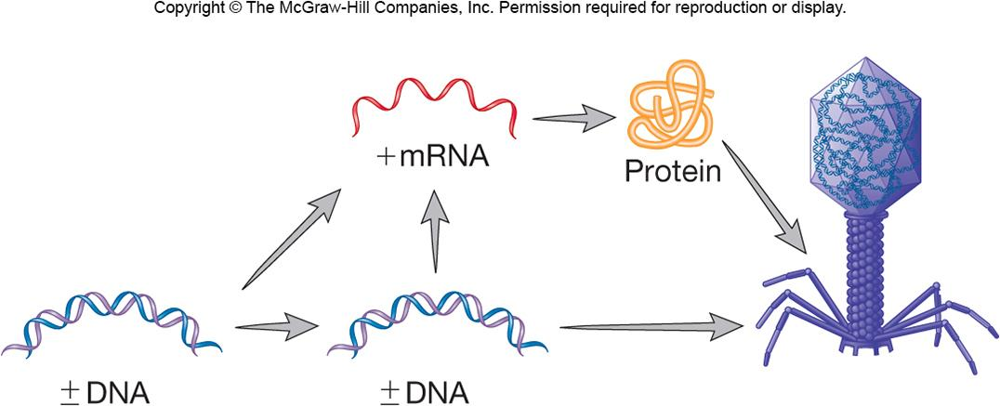 Copyright © The McGraw-Hill Companies, Inc. Permission required for reproduction or display.
+mRNA
Protein
± DNA
± DNA